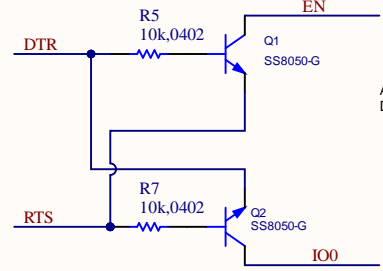 EN
R5
10k,0402
DTR
Q1
SS8050-G
A
D
R7
10k,0402
RTS
Q2
SS8050-G
IO0